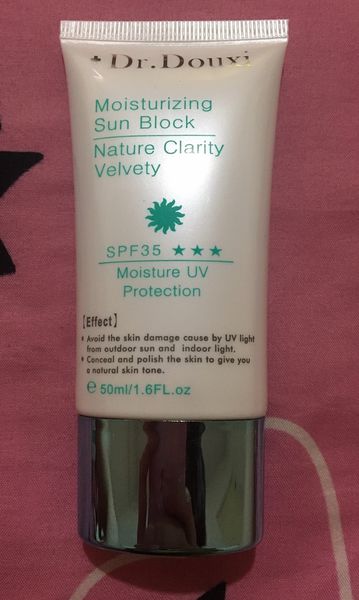 Dr.Douxi
Moisturizing
Sun Block
Nature Clarity
Velvety
SPF35 ★★★
Moisture UV
Protection
【Effect】
• Avoid the skin damage cause by UV light
from outdoor sun and indoor light.
• Conceal and polish the skin to give you
a natural skin tone.
℮ 50ml/1.6FL.oz